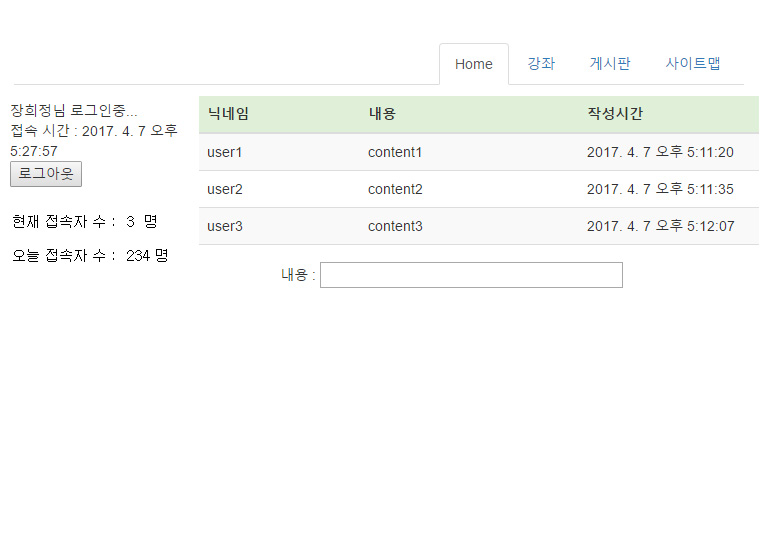 Home 강좌 게시판 사이트맵
장희정님 로그인중...
접속 시간 : 2017. 4. 7 오후
5:27:57
로그아웃
현재 접속자 수 : 3 명
오늘 접속자 수 : 234 명
닉네임 내용 작성시간
user1 content1 2017. 4. 7 오후 5:11:20
user2 content2 2017. 4. 7 오후 5:11:35
user3 content3 2017. 4. 7 오후 5:12:07
내용 :